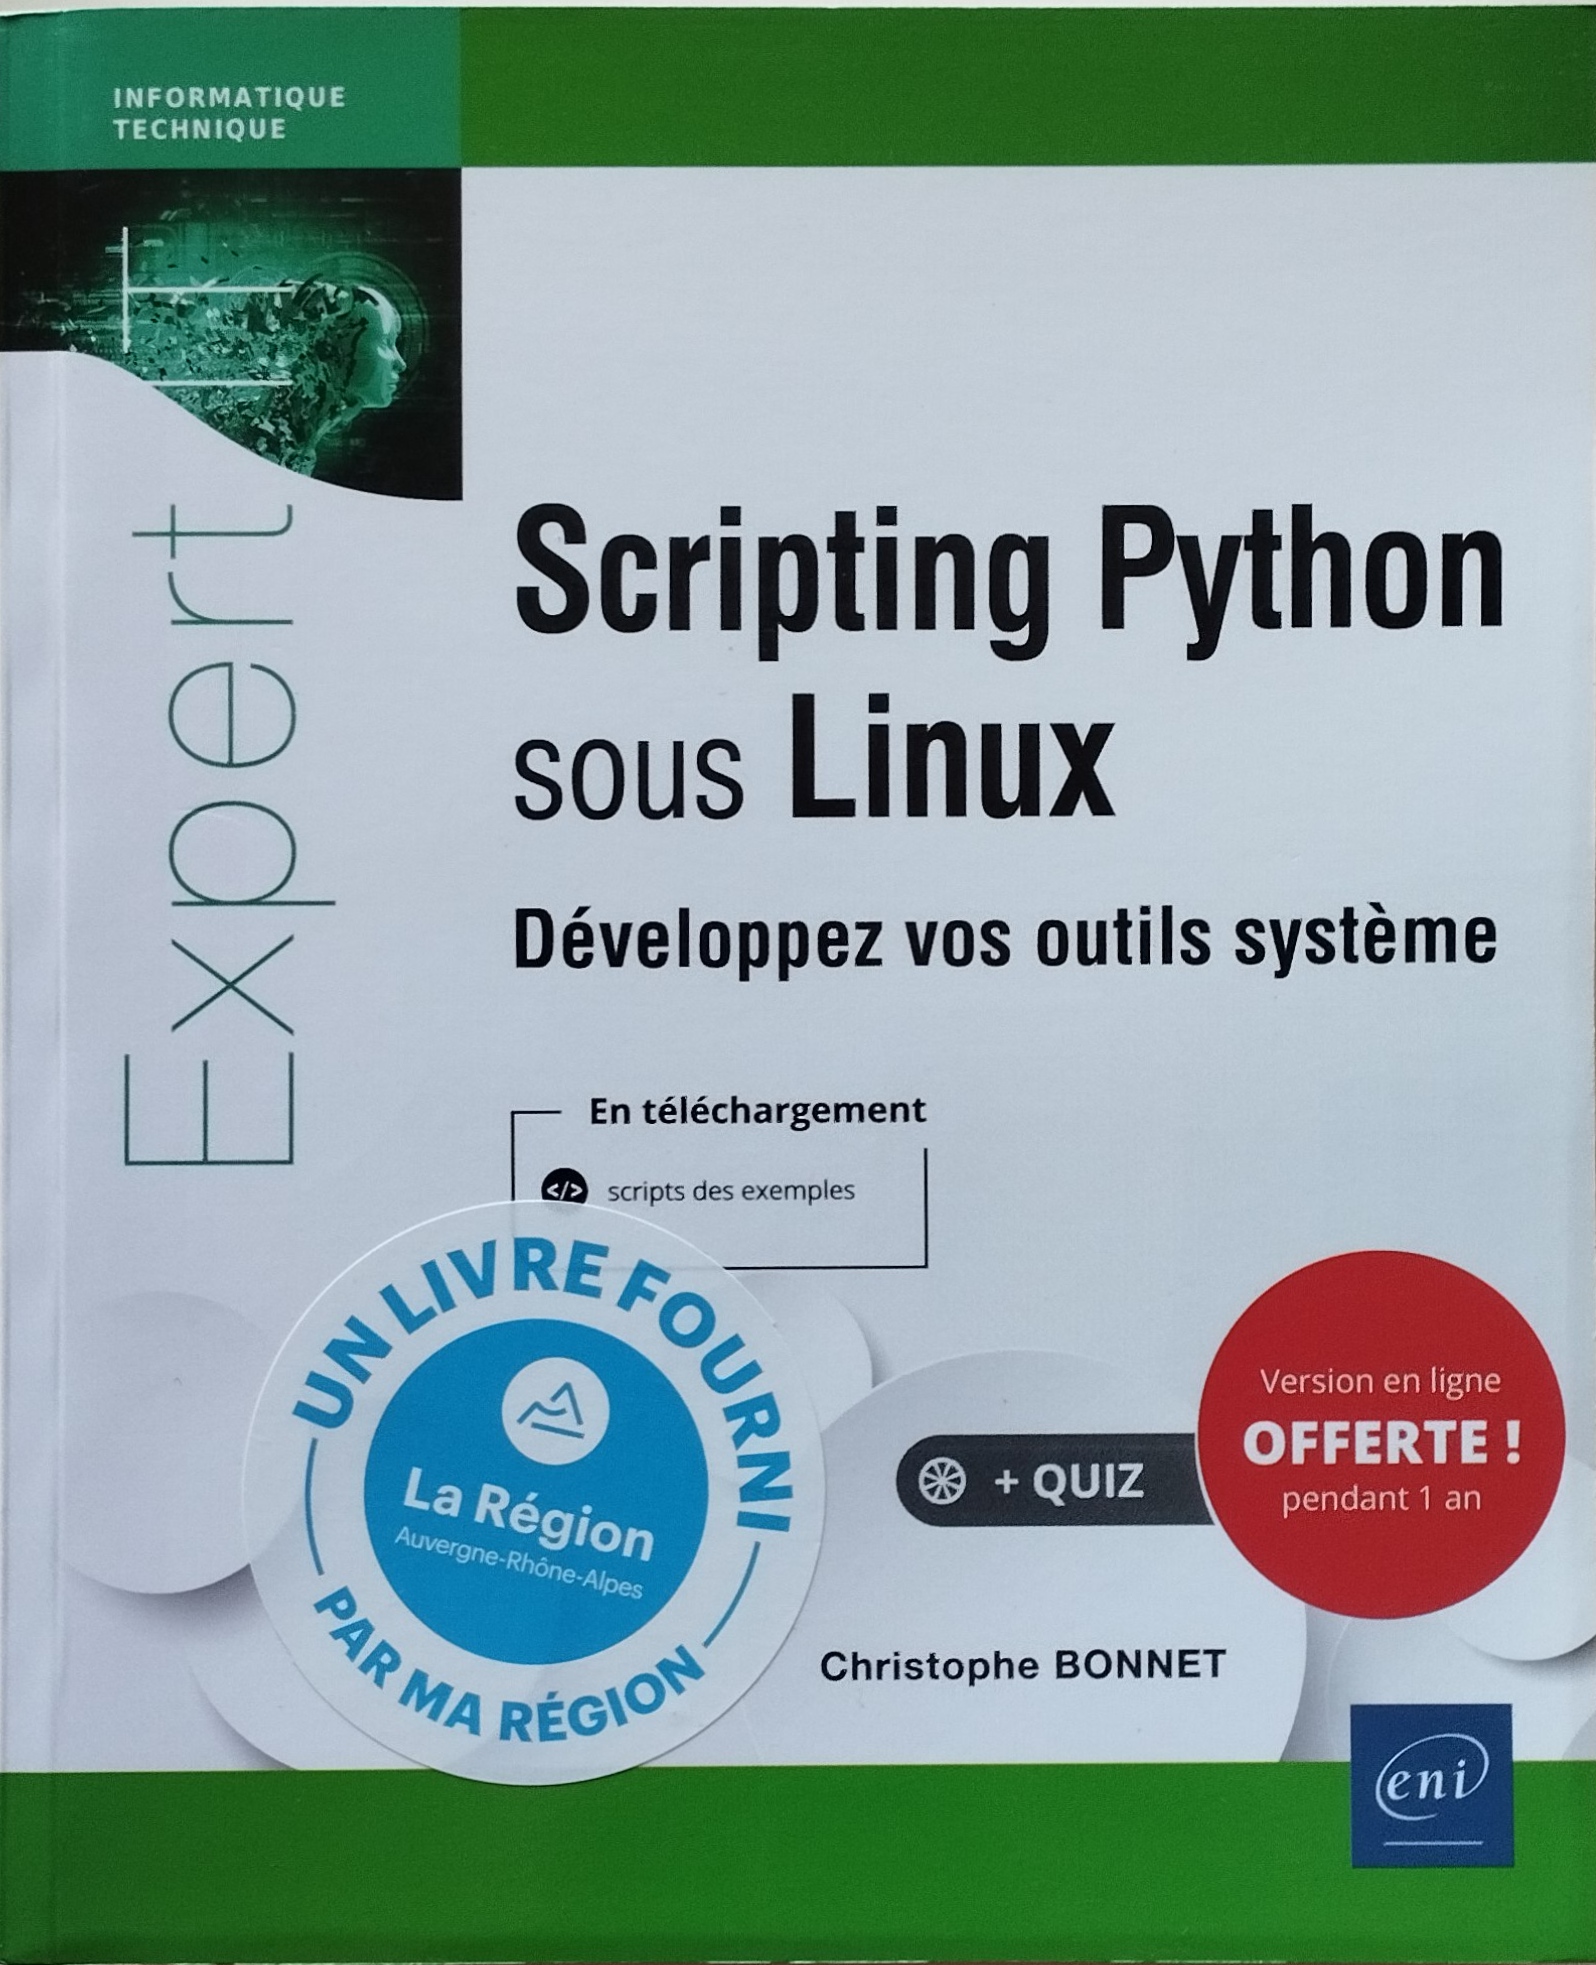 INFORMATIQUE
TECHNIQUE
Expert IT
Scripting Python
sous Linux
Développez vos outils système
En téléchargement
</> scripts des exemples
UN LIVRE FOURNI
La Région
Auvergne-Rhône-Alpes
PAR MA RÉGION
+ QUIZ
Version en ligne
OFFERTE !
pendant 1 an
Christophe BONNET
eni